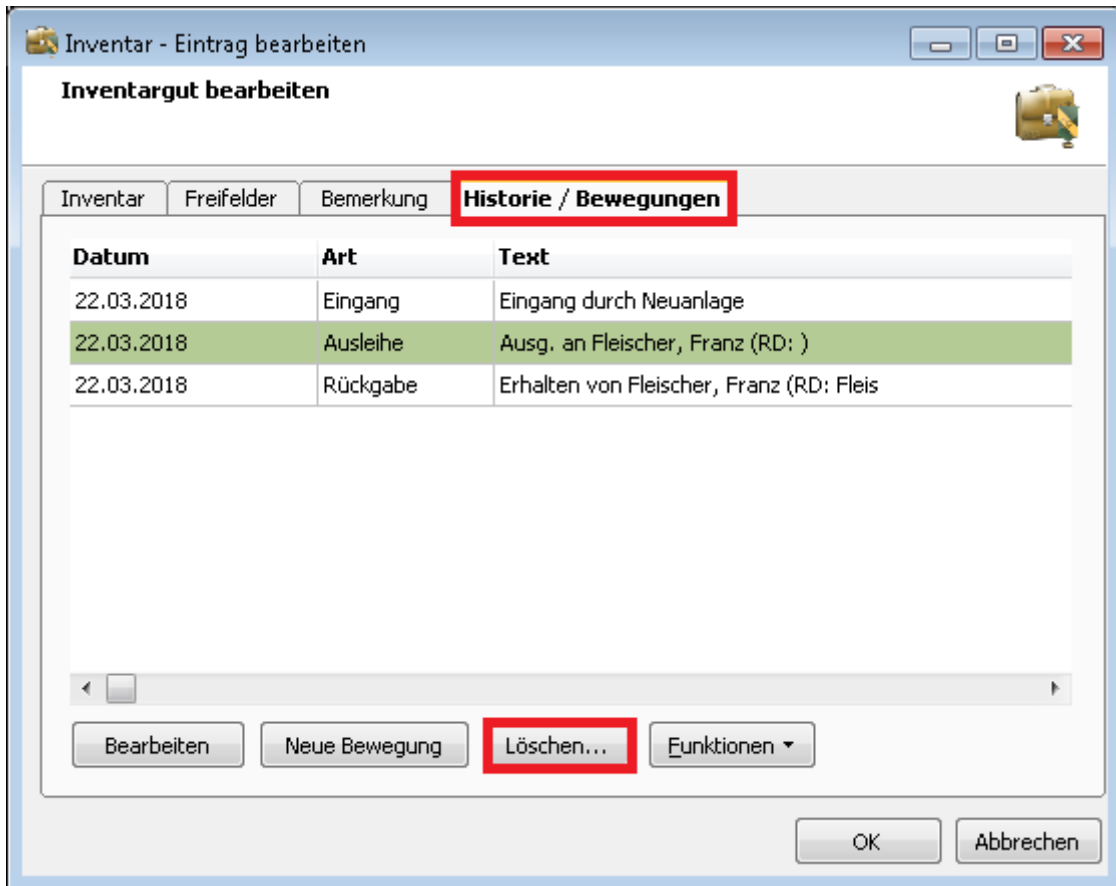 Inventar - Eintrag bearbeiten
Inventargut bearbeiten
Inventar Freifelder Bemerkung Historie / Bewegungen
Datum Art Text
22.03.2018 Eingang Eingang durch Neuanlage
22.03.2018 Ausleihe Ausg. an Fleischer, Franz (RD: )
22.03.2018 Rückgabe Erhalten von Fleischer, Franz (RD: Fleis
Bearbeiten Neue Bewegung Löschen... Funktionen
OK Abbrechen